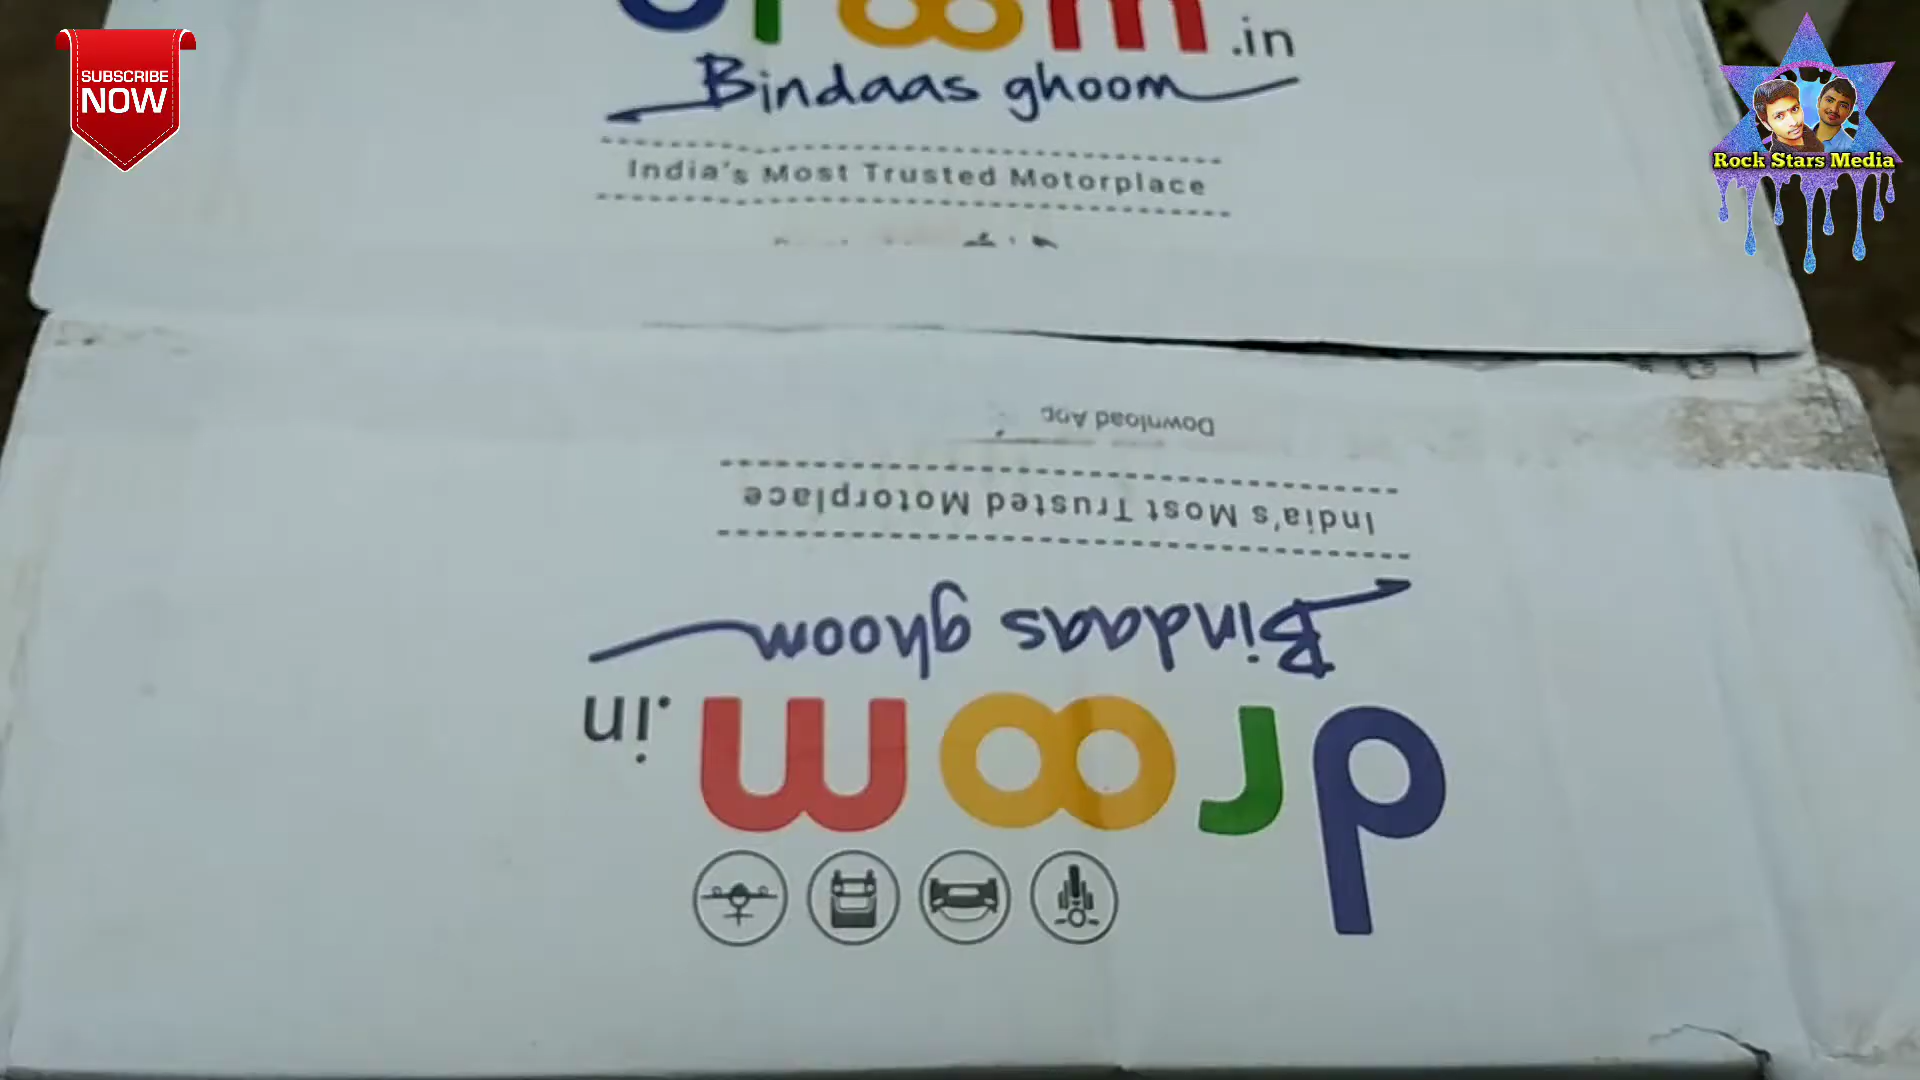 SUBSCRIBE
NOW
droom.in
Bindaas ghoom
India's Most Trusted Motorplace
Rock Stars Media
Download App
India's Most Trusted Motorplace
Bindaas ghoom
droom.in